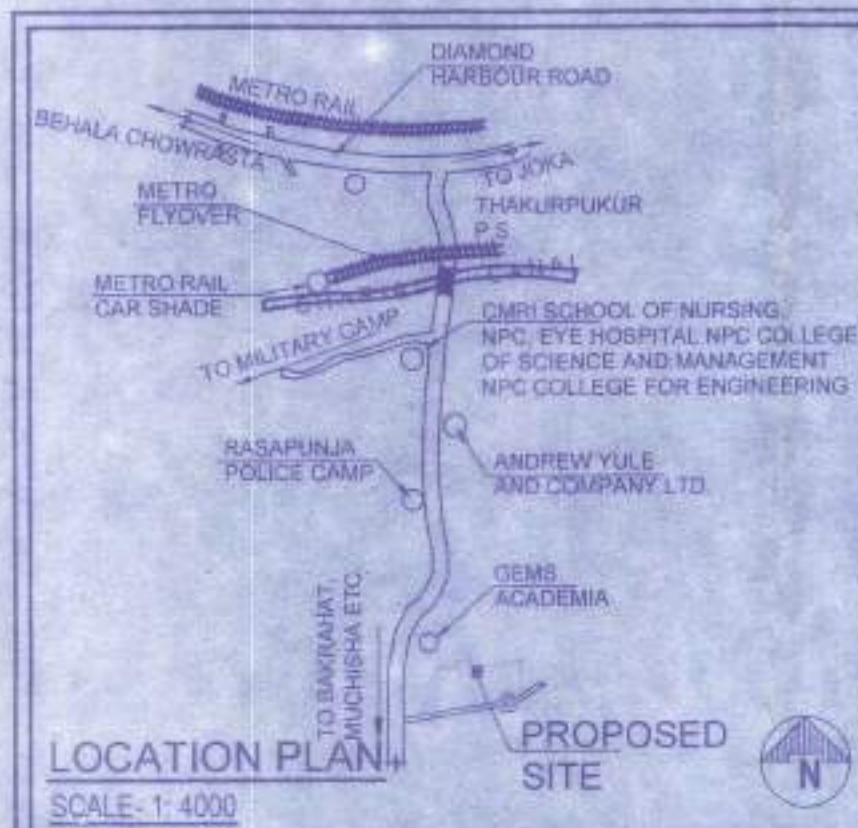 DIAMOND
HARBOUR ROAD
METRO RAIL
BEHALA CHOWRASTA
TO JOKA
METRO
FLYOVER
THAKURPUKUR
P.S.
METRO RAIL
CAR SHADE
CANAL
TO MILITARY CAMP
CMRI SCHOOL OF NURSING,
NPC, EYE HOSPITAL NPC COLLEGE
OF SCIENCE AND MANAGEMENT
NPC COLLEGE FOR ENGINEERING
RASAPUNJA
POLICE CAMP
ANDREW YULE
AND COMPANY LTD.
GEMS
ACADEMIA
TO BAKRAHAT,
MUCHISHA ETC.
PROPOSED
SITE
LOCATION PLAN
SCALE- 1: 4000
N